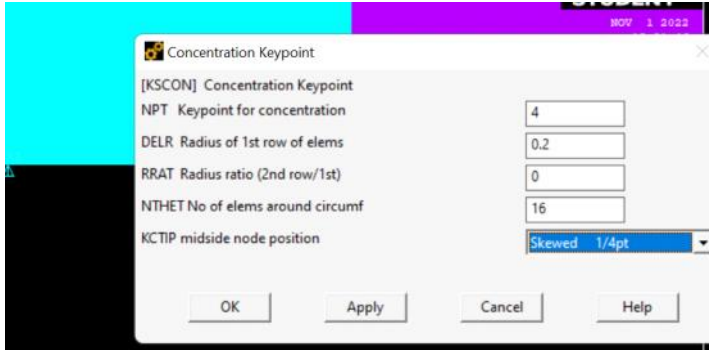 STUDENT
NOV 1 2022
Concentration Keypoint
[KSCON] Concentration Keypoint
NPT Keypoint for concentration 4
DELR Radius of 1st row of elems 0.2
RRAT Radius ratio (2nd row/1st) 0
NTHET No of elems around circumf 16
KCTIP midside node position Skewed 1/4pt
OK Apply Cancel Help